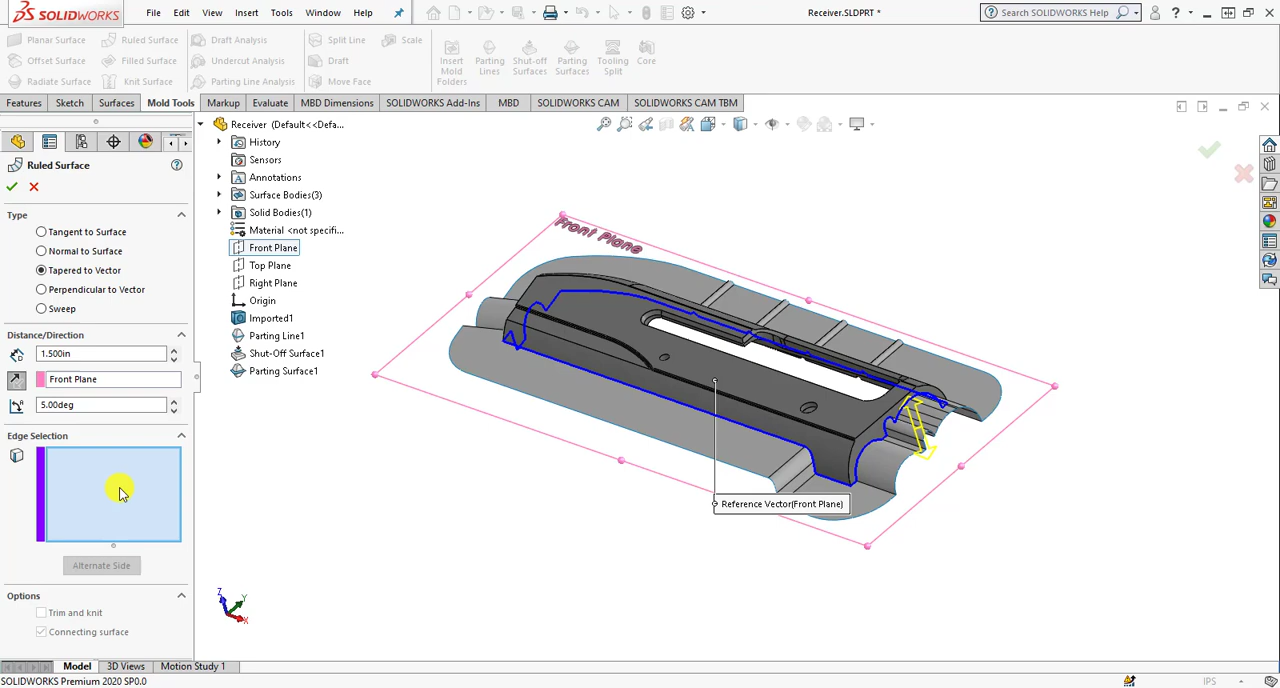 SOLIDWORKS
File Edit View Insert Tools Window Help
Receiver.SLDPRT *
Search SOLIDWORKS Help
Planar Surface
Ruled Surface
Draft Analysis
Split Line
Scale
Offset Surface
Filled Surface
Undercut Analysis
Draft
Radiate Surface
Knit Surface
Parting Line Analysis
Move Face
Insert
Mold
Folders
Parting
Lines
Shut-off
Surfaces
Parting
Surfaces
Tooling
Split
Core
Features Sketch Surfaces Mold Tools Markup Evaluate MBD Dimensions SOLIDWORKS Add-Ins MBD SOLIDWORKS CAM SOLIDWORKS CAM TBM
Ruled Surface
Type
Tangent to Surface
Normal to Surface
Tapered to Vector
Perpendicular to Vector
Sweep
Distance/Direction
1.500in
Front Plane
5.00deg
Edge Selection
Alternate Side
Options
Trim and knit
Connecting surface
Receiver (Default<<Defa...
History
Sensors
Annotations
Surface Bodies(3)
Solid Bodies(1)
Material <not specifi...
Front Plane
Top Plane
Right Plane
Origin
Imported1
Parting Line1
Shut-Off Surface1
Parting Surface1
Front Plane
Reference Vector(Front Plane)
Z
Y
X
Model 3D Views Motion Study 1
SOLIDWORKS Premium 2020 SP0.0
IPS